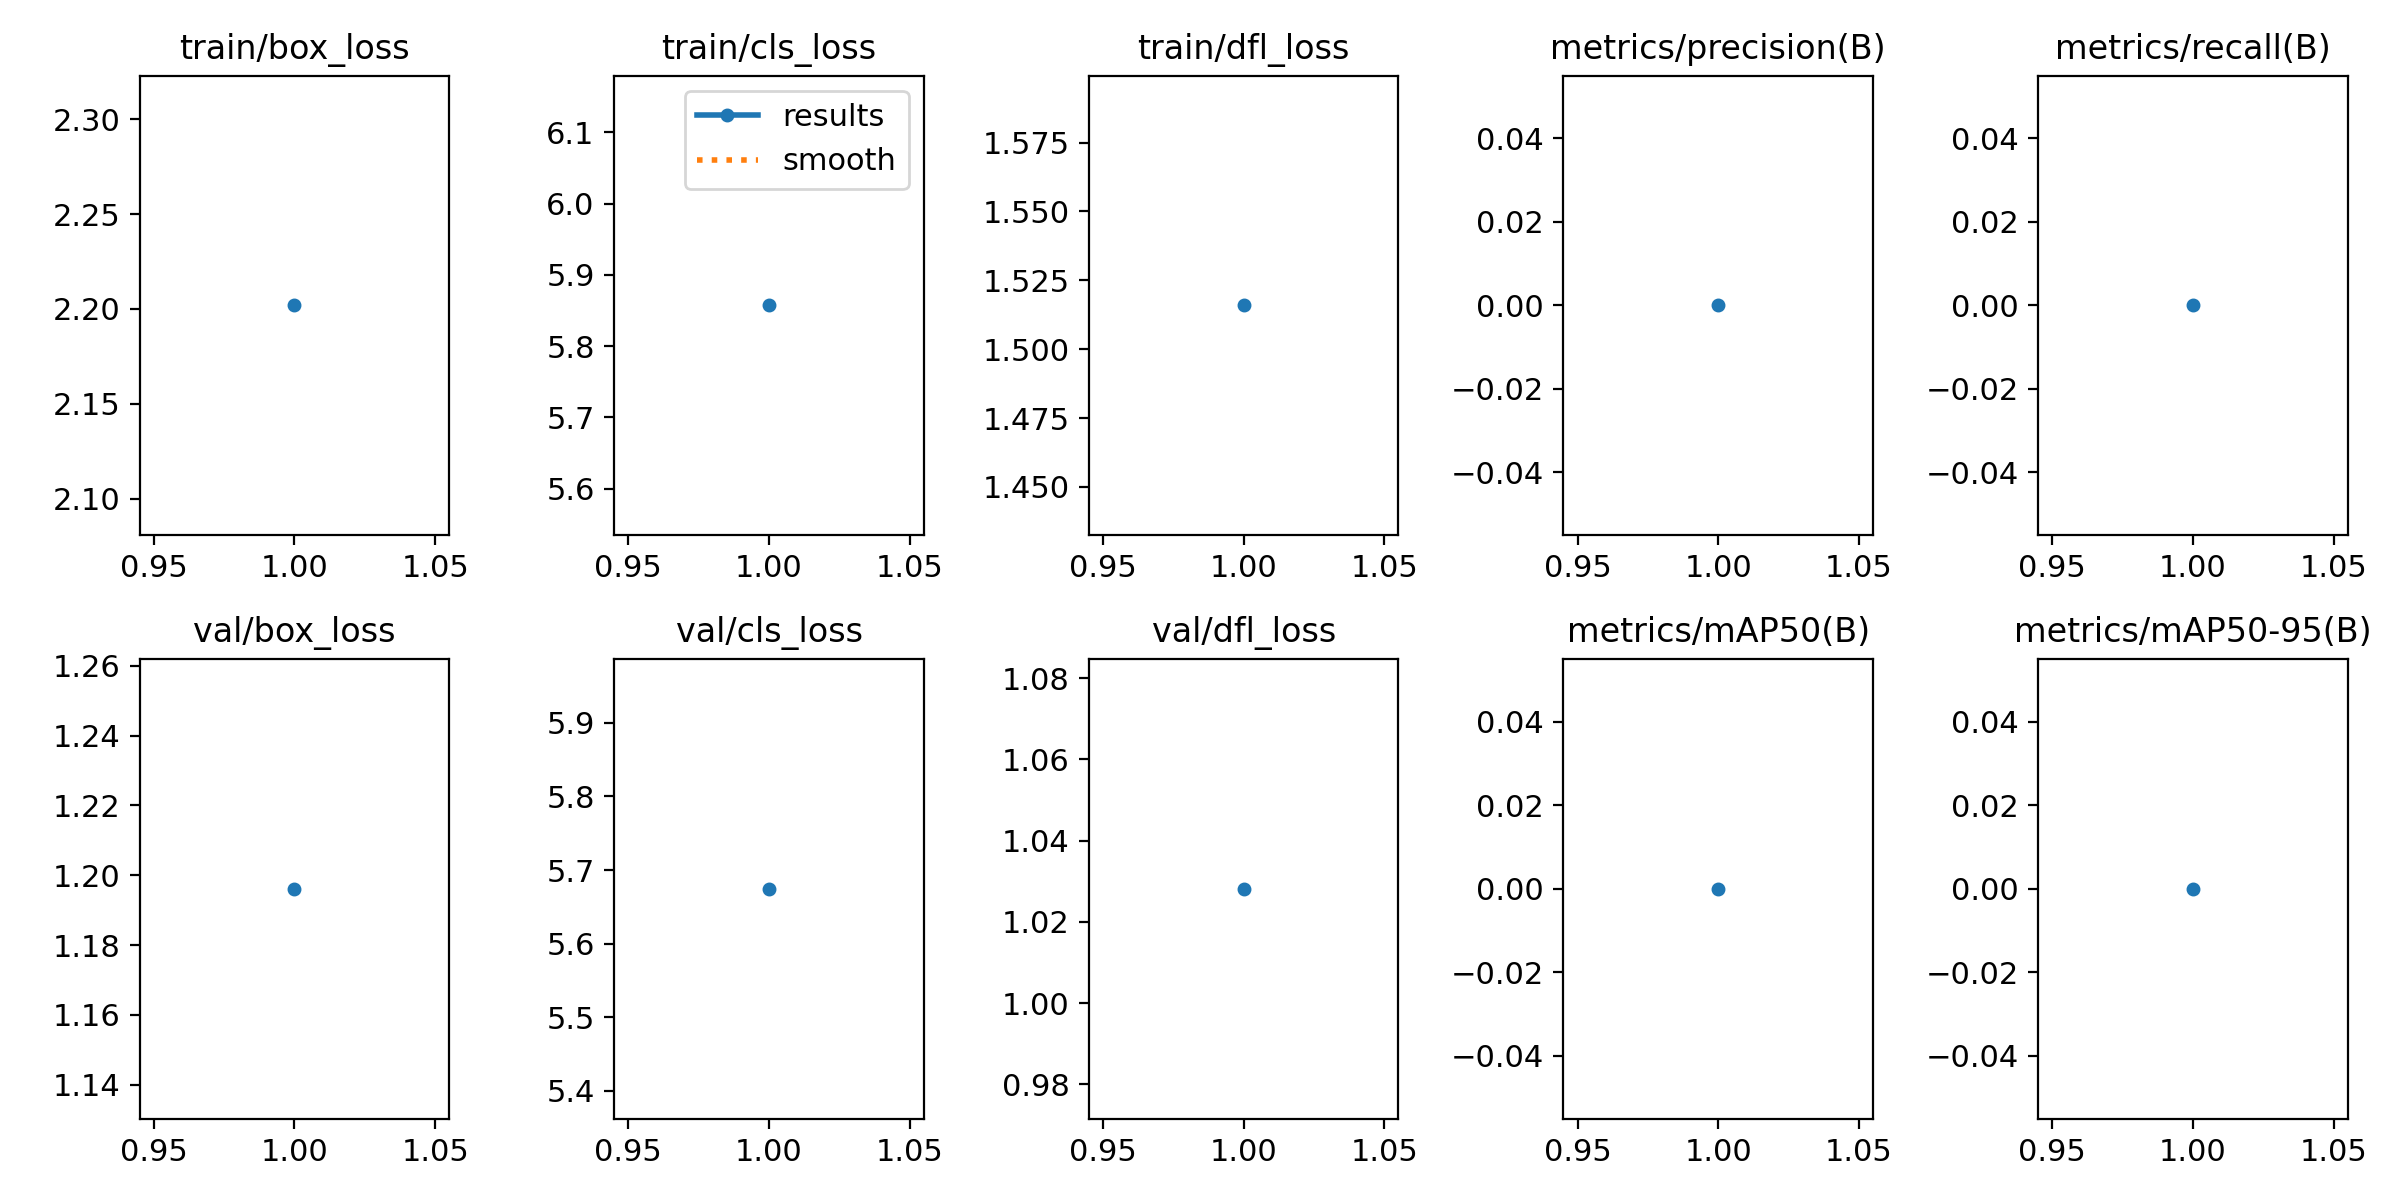 train/box_loss
2.30
2.25
2.20
2.15
2.10
0.95 1.00 1.05
train/cls_loss
results
smooth
6.1
6.0
5.9
5.8
5.7
5.6
0.95 1.00 1.05
train/dfl_loss
1.575
1.550
1.525
1.500
1.475
1.450
0.95 1.00 1.05
metrics/precision(B)
0.04
0.02
0.00
−0.02
−0.04
0.95 1.00 1.05
metrics/recall(B)
0.04
0.02
0.00
−0.02
−0.04
0.95 1.00 1.05
val/box_loss
1.26
1.24
1.22
1.20
1.18
1.16
1.14
0.95 1.00 1.05
val/cls_loss
5.9
5.8
5.7
5.6
5.5
5.4
0.95 1.00 1.05
val/dfl_loss
1.08
1.06
1.04
1.02
1.00
0.98
0.95 1.00 1.05
metrics/mAP50(B)
0.04
0.02
0.00
−0.02
−0.04
0.95 1.00 1.05
metrics/mAP50-95(B)
0.04
0.02
0.00
−0.02
−0.04
0.95 1.00 1.05